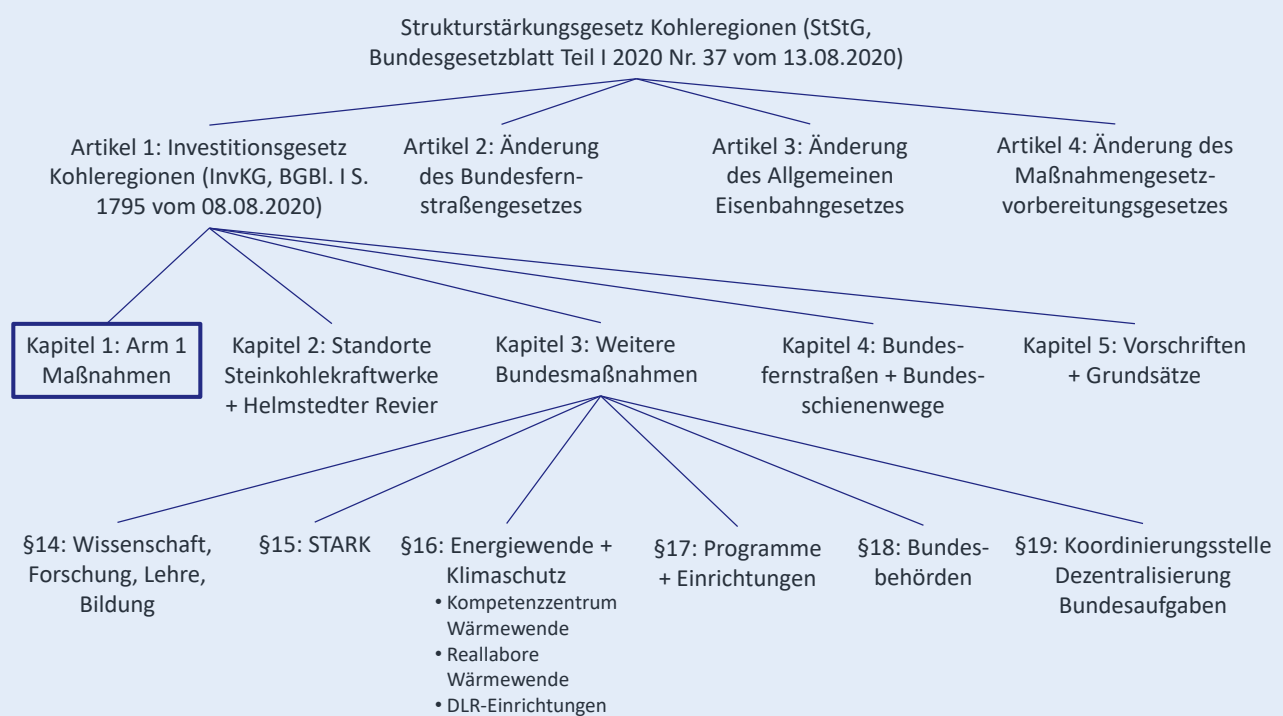 Strukturstärkungsgesetz Kohleregionen (StStG,
Bundesgesetzblatt Teil I 2020 Nr. 37 vom 13.08.2020)
Artikel 1: Investitionsgesetz
Kohleregionen (InvKG, BGBl. I S.
1795 vom 08.08.2020)
Artikel 2: Änderung
des Bundesfern-
straßengesetzes
Artikel 3: Änderung
des Allgemeinen
Eisenbahngesetzes
Artikel 4: Änderung des
Maßnahmengesetz-
vorbereitungsgesetzes
Kapitel 1: Arm 1
Maßnahmen
Kapitel 2: Standorte
Steinkohlekraftwerke
+ Helmstedter Revier
Kapitel 3: Weitere
Bundesmaßnahmen
Kapitel 4: Bundes-
fernstraßen + Bundes-
schienenwege
Kapitel 5: Vorschriften
+ Grundsätze
§14: Wissenschaft,
Forschung, Lehre,
Bildung
§15: STARK
§16: Energiewende +
Klimaschutz
• Kompetenzzentrum
Wärmewende
• Reallabore
Wärmewende
• DLR-Einrichtungen
§17: Programme
+ Einrichtungen
§18: Bundes-
behörden
§19: Koordinierungsstelle
Dezentralisierung
Bundesaufgaben